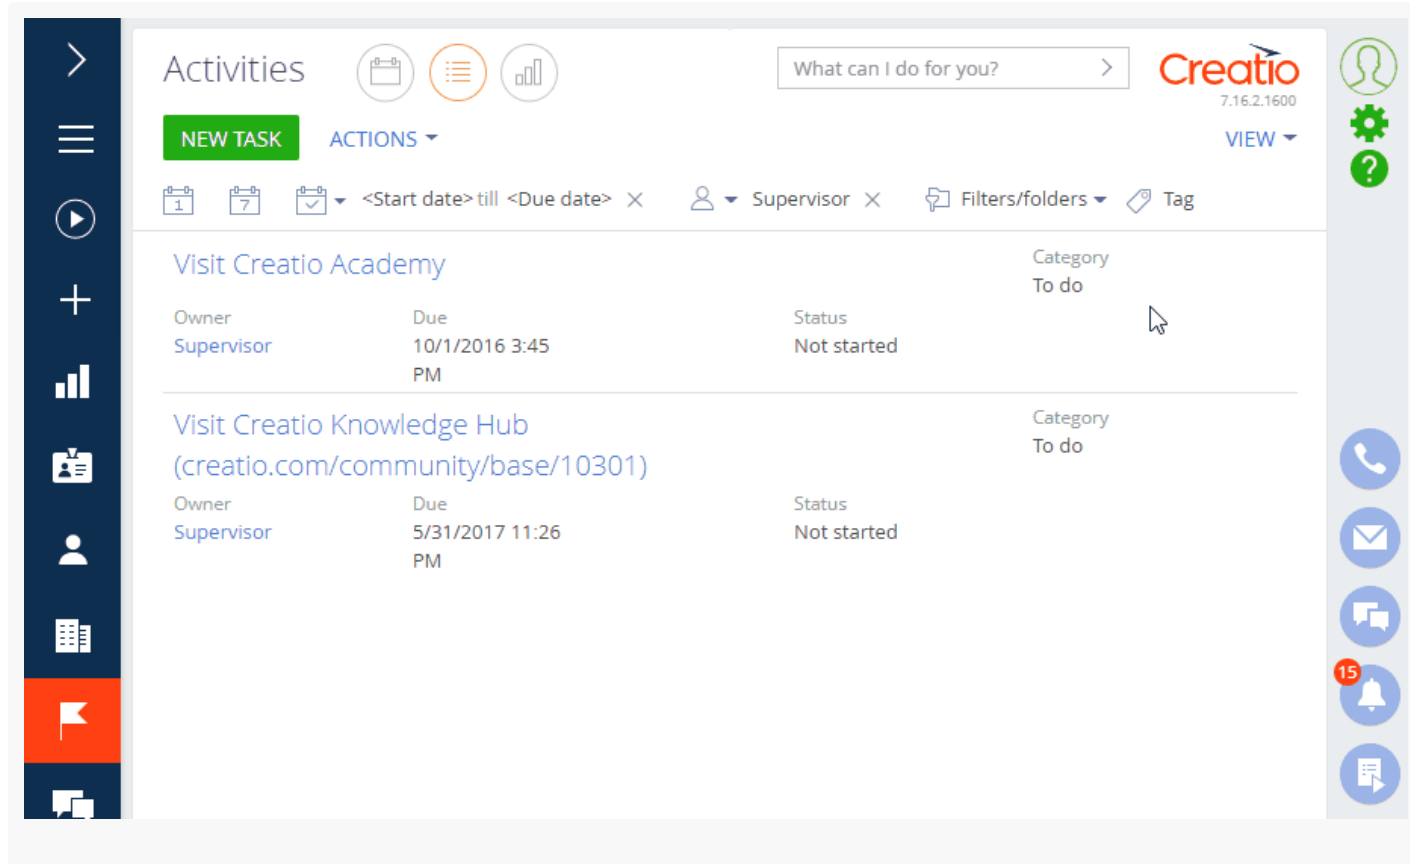 Activities
What can I do for you?
Creatio
7.16.2.1600
NEW TASK
ACTIONS
VIEW
1
7
<Start date> till <Due date>
Supervisor
Filters/folders
Tag
Visit Creatio Academy
Category
To do
Owner
Due
Status
Supervisor
10/1/2016 3:45
PM
Not started
Visit Creatio Knowledge Hub
(creatio.com/community/base/10301)
Category
To do
Owner
Due
Status
Supervisor
5/31/2017 11:26
PM
Not started
?
15